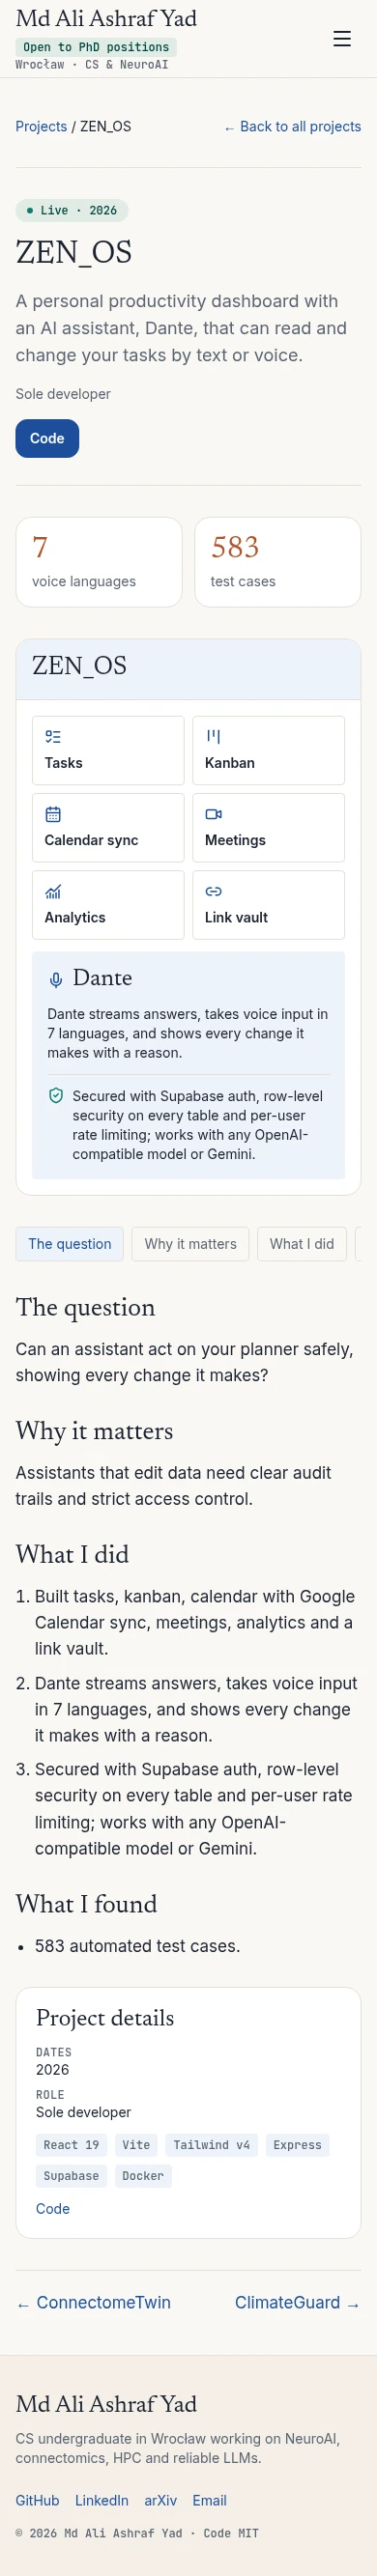 Md Ali Ashraf Yad
Open to PhD positions
Wrocław · CS & NeuroAI
Projects / ZEN_OS
← Back to all projects
Live · 2026
ZEN_OS
A personal productivity dashboard with
an AI assistant, Dante, that can read and
change your tasks by text or voice.
Sole developer
Code
7
voice languages
583
test cases
ZEN_OS
Tasks
Kanban
Calendar sync
Meetings
Analytics
Link vault
Dante
Dante streams answers, takes voice input in
7 languages, and shows every change it
makes with a reason.
Secured with Supabase auth, row-level
security on every table and per-user
rate limiting; works with any OpenAI-
compatible model or Gemini.
The question
Why it matters
What I did
The question
Can an assistant act on your planner safely,
showing every change it makes?
Why it matters
Assistants that edit data need clear audit
trails and strict access control.
What I did
1. Built tasks, kanban, calendar with Google
Calendar sync, meetings, analytics and a
link vault.
2. Dante streams answers, takes voice input
in 7 languages, and shows every change
it makes with a reason.
3. Secured with Supabase auth, row-level
security on every table and per-user rate
limiting; works with any OpenAI-
compatible model or Gemini.
What I found
• 583 automated test cases.
Project details
DATES
2026
ROLE
Sole developer
React 19
Vite
Tailwind v4
Express
Supabase
Docker
Code
← ConnectomeTwin
ClimateGuard →
Md Ali Ashraf Yad
CS undergraduate in Wrocław working on NeuroAI,
connectomics, HPC and reliable LLMs.
GitHub
LinkedIn
arXiv
Email
© 2026 Md Ali Ashraf Yad · Code MIT